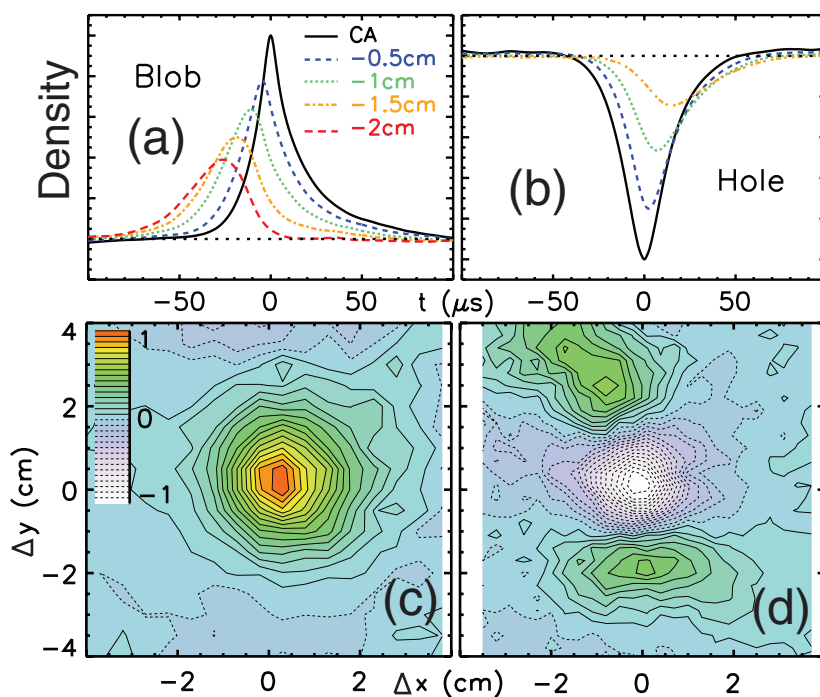 Density
Blob
(a)
CA
−0.5cm
−1cm
−1.5cm
−2cm
(b)
Hole
−50 0 50 t (μs) −50 0 50
4
2
0
−2
−4
Δy (cm)
1
0
−1
(c)
(d)
−2 0 2 Δx (cm) −2 0 2